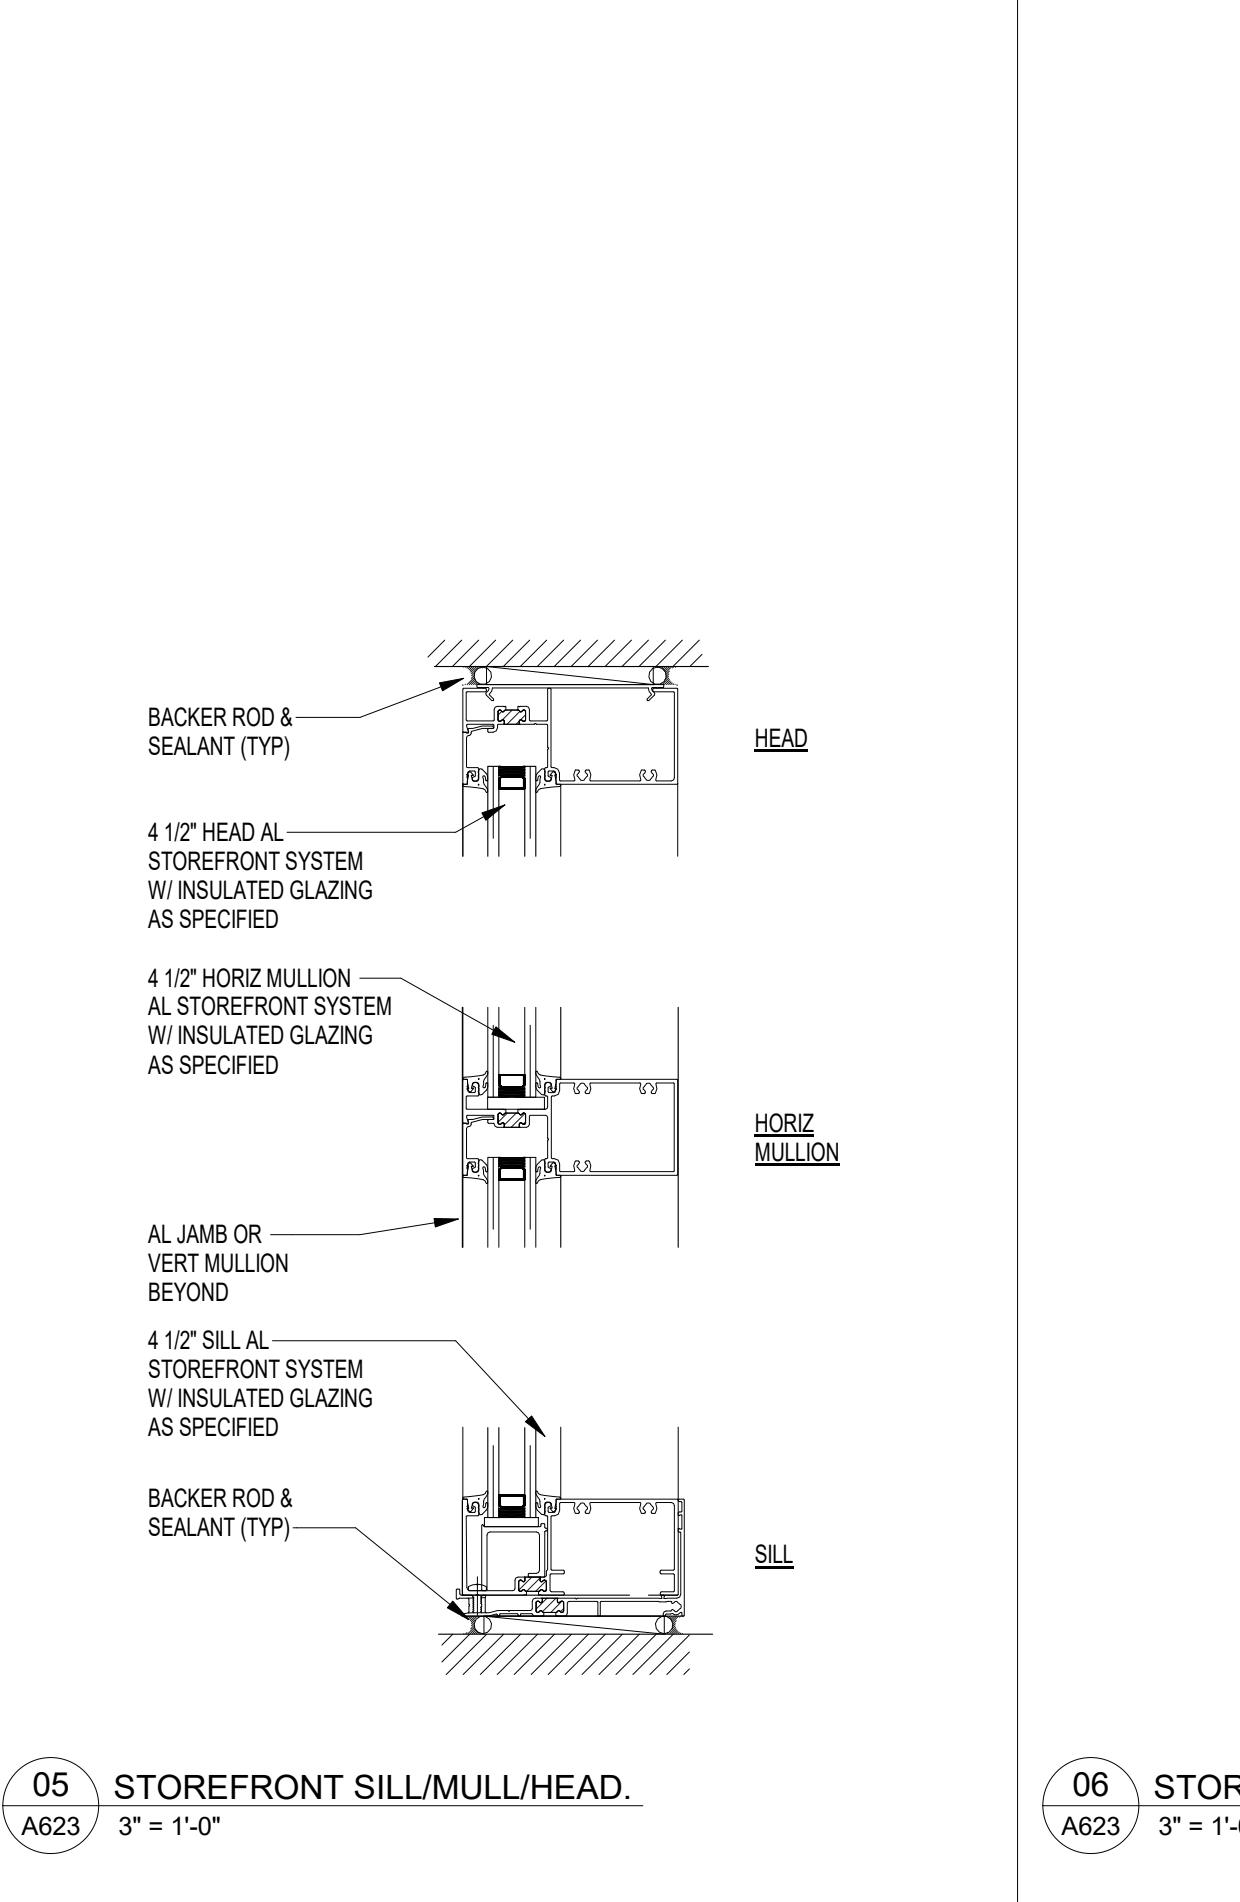 BACKER ROD &
SEALANT (TYP)
HEAD
4 1/2" HEAD AL
STOREFRONT SYSTEM
W/ INSULATED GLAZING
AS SPECIFIED
4 1/2" HORIZ MULLION
AL STOREFRONT SYSTEM
W/ INSULATED GLAZING
AS SPECIFIED
HORIZ
MULLION
AL JAMB OR
VERT MULLION
BEYOND
4 1/2" SILL AL
STOREFRONT SYSTEM
W/ INSULATED GLAZING
AS SPECIFIED
BACKER ROD &
SEALANT (TYP)
SILL
05
STOREFRONT SILL/MULL/HEAD.
A623
3" = 1'-0"
06
STOR
A623
3" = 1'-